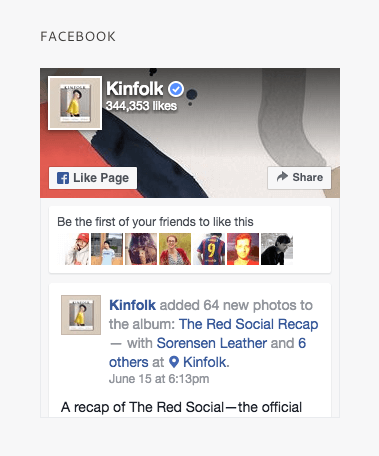 FACEBOOK
Kinfolk
344,353 likes
Like Page
Share
Be the first of your friends to like this
Kinfolk added 64 new photos to
the album: The Red Social Recap
— with Sorensen Leather and 6
others at Kinfolk.
June 15 at 6:13pm
A recap of The Red Social—the official